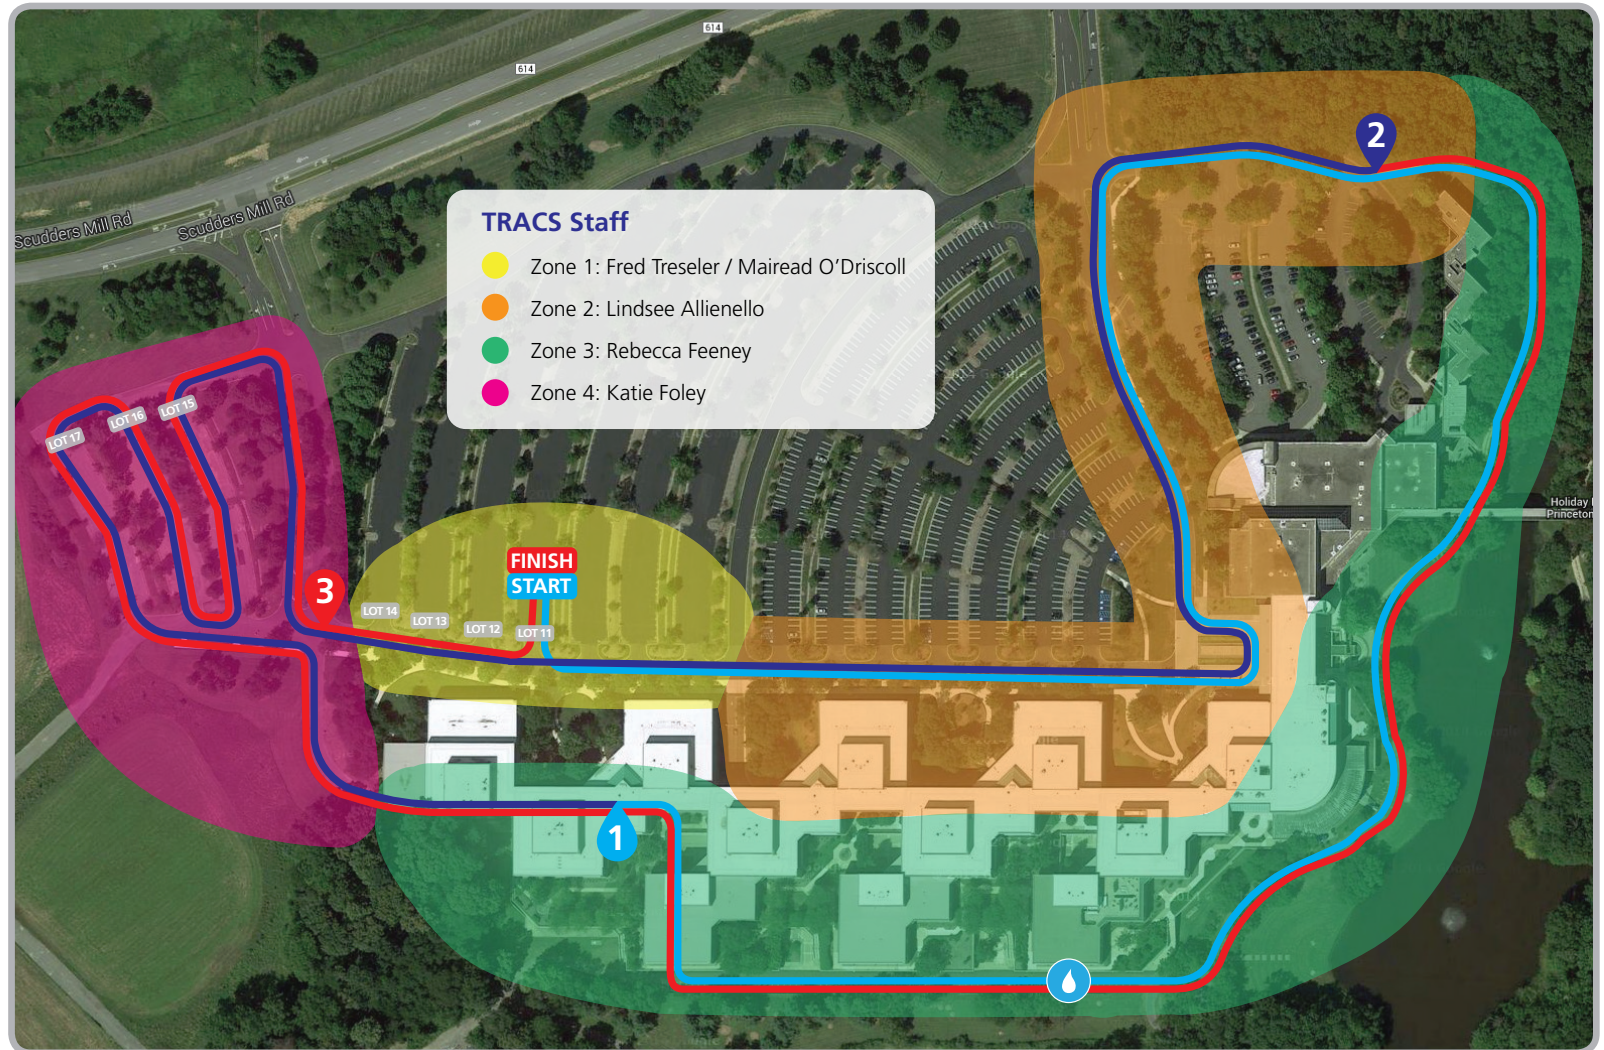 614
614
2
Scudders Mill Rd
Scudders Mill Rd
TRACS Staff
Zone 1: Fred Treseler / Mairead O’Driscoll
Zone 2: Lindsee Allienello
Zone 3: Rebecca Feeney
Zone 4: Katie Foley
LOT 15
LOT 16
LOT 17
Holiday
Princeton
FINISH
START
3
LOT 14
LOT 13
LOT 12
LOT 11
1